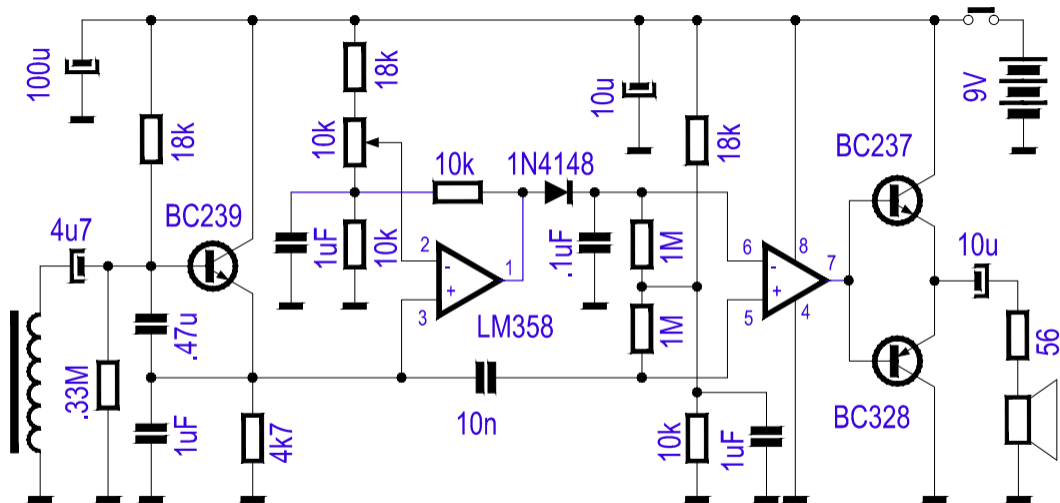 100u
18k
18k
10k
10u
18k
9V
BC237
BC239
10k
1N4148
4u7
1uF
10k
2
-
+
3
1
LM358
.1uF
1M
1M
6
-
+
5
8
7
4
10u
.47u
.33M
1uF
4k7
10n
10k
1uF
BC328
56